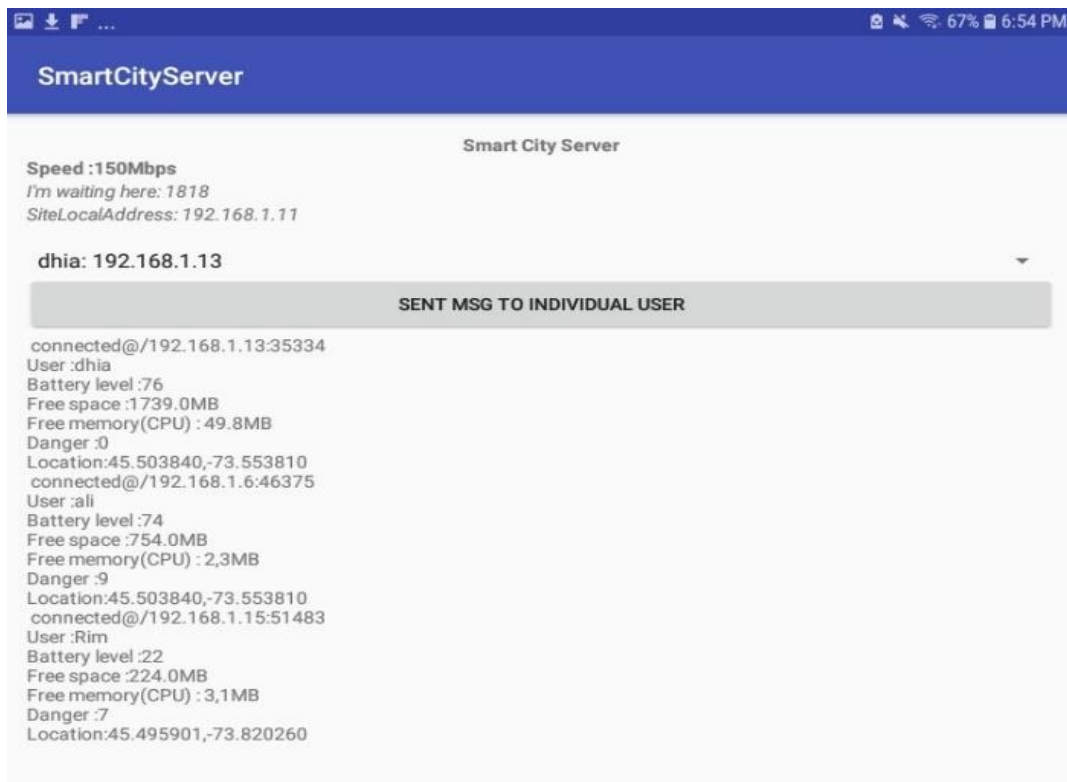 ... 67% 6:54 PM
SmartCityServer
Smart City Server
Speed :150Mbps
I'm waiting here: 1818
SiteLocalAddress: 192.168.1.11
dhia: 192.168.1.13
SENT MSG TO INDIVIDUAL USER
connected@/192.168.1.13:35334
User :dhia
Battery level :76
Free space :1739.0MB
Free memory(CPU) : 49.8MB
Danger :0
Location:45.503840,-73.553810
connected@/192.168.1.6:46375
User :ali
Battery level :74
Free space :754.0MB
Free memory(CPU) : 2,3MB
Danger :9
Location:45.503840,-73.553810
connected@/192.168.1.15:51483
User :Rim
Battery level :22
Free space :224.0MB
Free memory(CPU) : 3,1MB
Danger :7
Location:45.495901,-73.820260